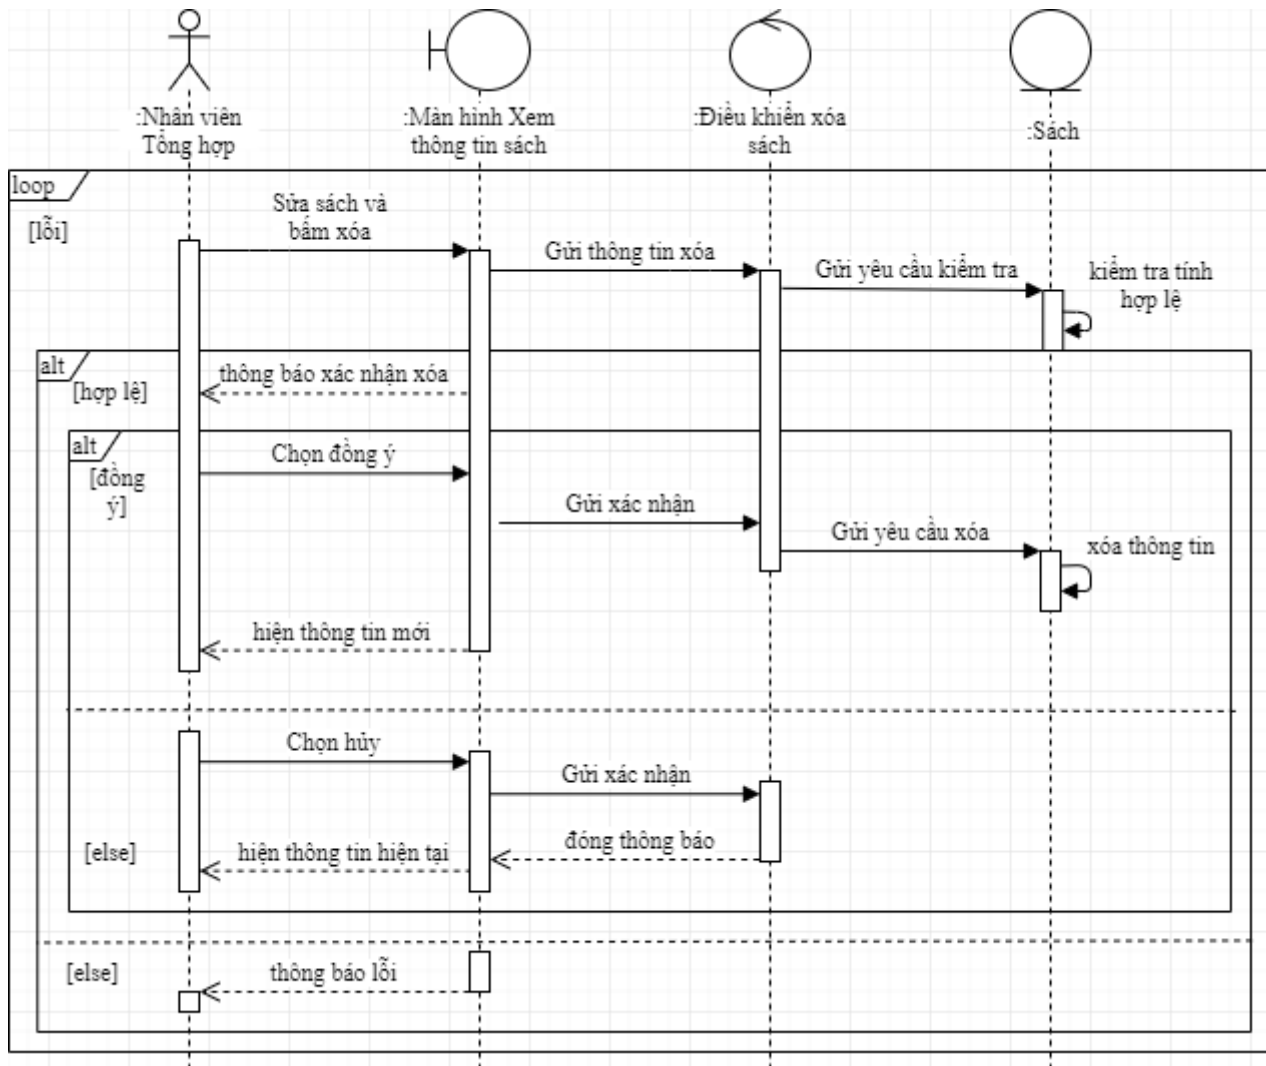 :Nhân viên
Tổng hợp
:Màn hình Xem
thông tin sách
:Điều khiển xóa
sách
:Sách
loop
[lỗi]
Sửa sách và
bấm xóa
Gửi thông tin xóa
Gửi yêu cầu kiểm tra
kiểm tra tính
hợp lệ
alt
[hợp lệ]
thông báo xác nhận xóa
alt
[đồng
ý]
Chọn đồng ý
Gửi xác nhận
Gửi yêu cầu xóa
xóa thông tin
hiện thông tin mới
Chọn hủy
Gửi xác nhận
đóng thông báo
[else]
hiện thông tin hiện tại
[else]
thông báo lỗi